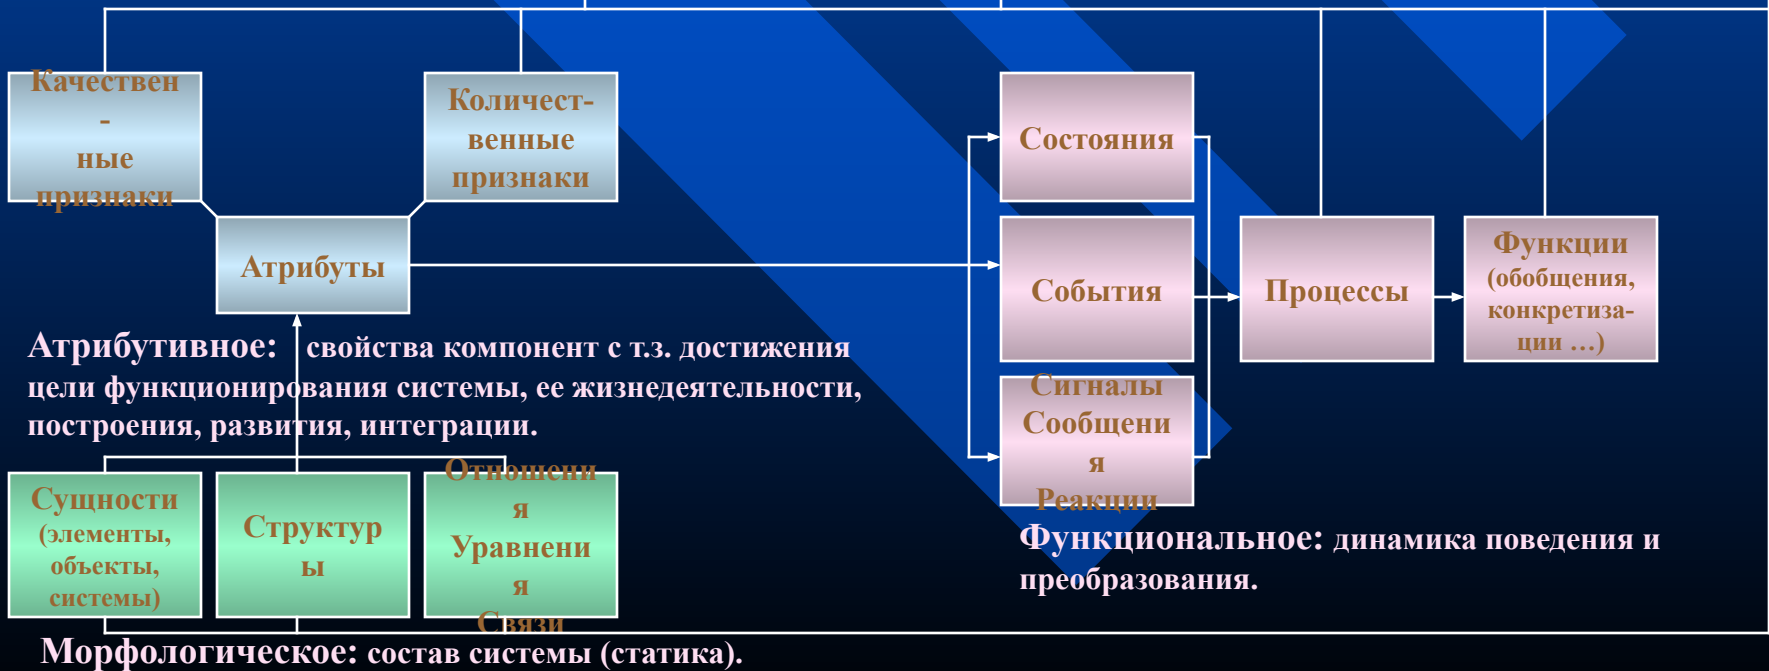 Качествен
-
ные
признаки
Количест-
венные
признаки
Атрибуты
Состояния
События
Сигналы
Сообщени
я
Реакции
Процессы
Функции
(обобщения,
конкретиза-
ции …)
Атрибутивное: свойства компонент с т.з. достижения
цели функционирования системы, ее жизнедеятельности,
построения, развития, интеграции.
Сущности
(элементы,
объекты,
системы)
Структур
ы
Отношени
я
Уравнени
я
Связи
Функциональное: динамика поведения и
преобразования.
Морфологическое: состав системы (статика).